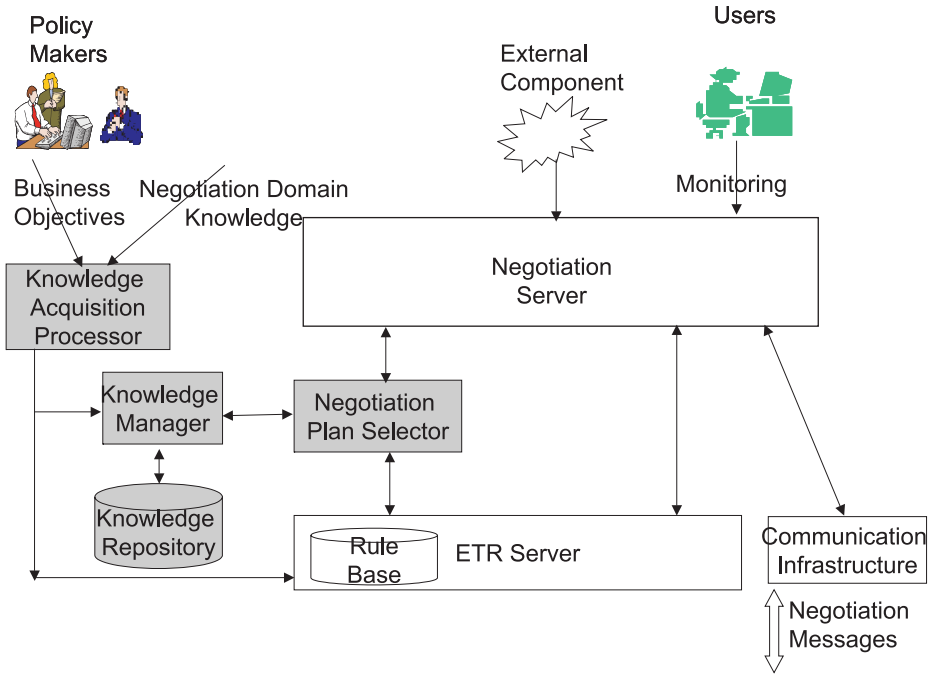 Policy
Makers
Users
External
Component
Business
Objectives
Negotiation Domain
Knowledge
Monitoring
Knowledge
Acquisition
Processor
Negotiation
Server
Knowledge
Manager
Negotiation
Plan Selector
Knowledge
Repository
Rule
Base
ETR Server
Communication
Infrastructure
Negotiation
Messages